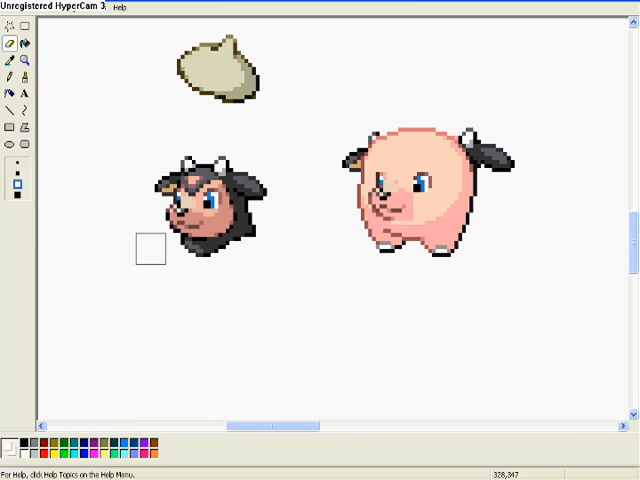 Unregistered HyperCam 3
Help
A
For Help, click Help Topics on the Help Menu.
328,347